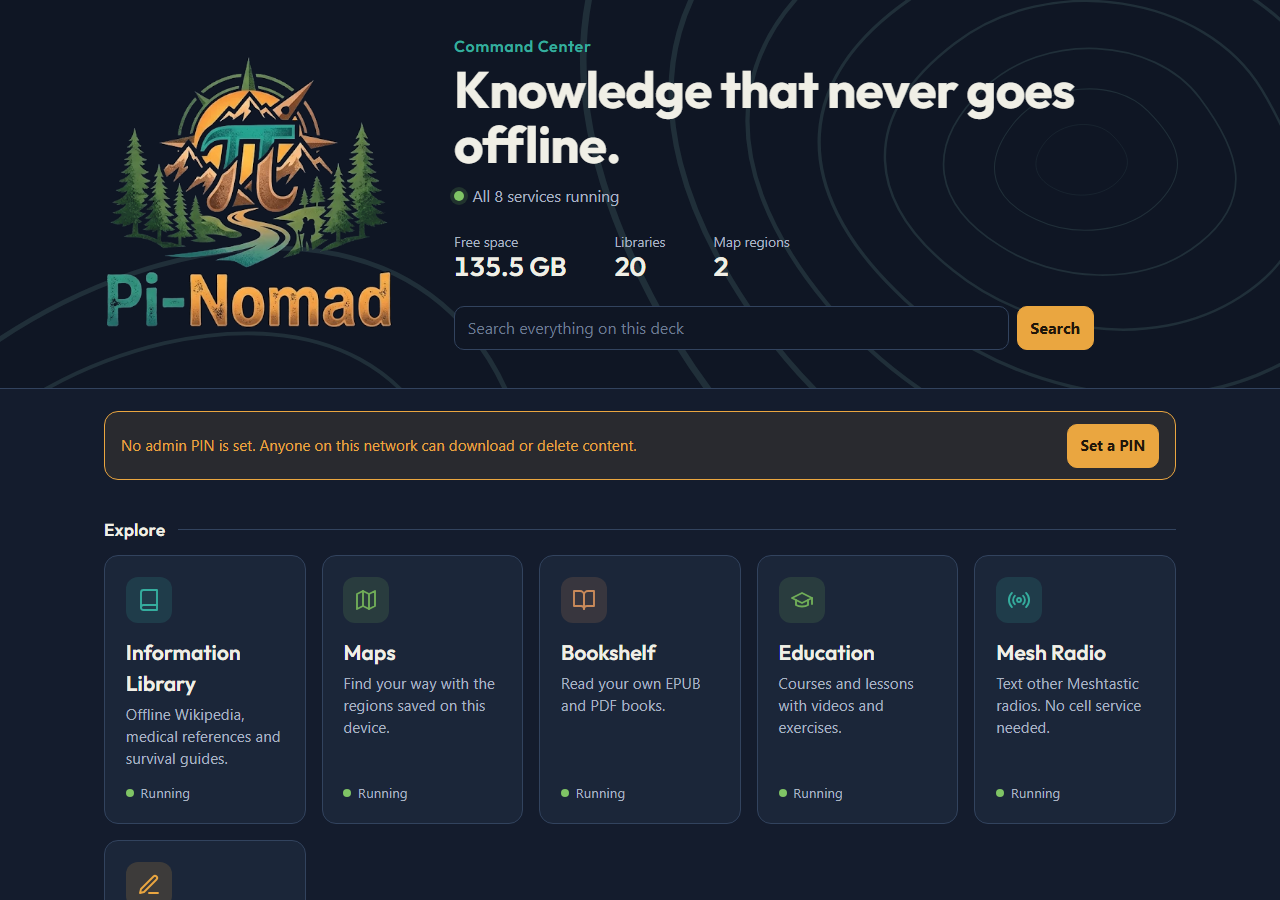 Command Center
Knowledge that never goes
offline.
All 8 services running
Free space
Libraries
Map regions
135.5 GB
20
2
Pi-Nomad
Search everything on this deck
Search
No admin PIN is set. Anyone on this network can download or delete content.
Set a PIN
Explore
Information
Library
Offline Wikipedia,
medical references and
survival guides.
Running
Maps
Find your way with the
regions saved on this
device.
Running
Bookshelf
Read your own EPUB
and PDF books.
Running
Education
Courses and lessons
with videos and
exercises.
Running
Mesh Radio
Text other Meshtastic
radios. No cell service
needed.
Running